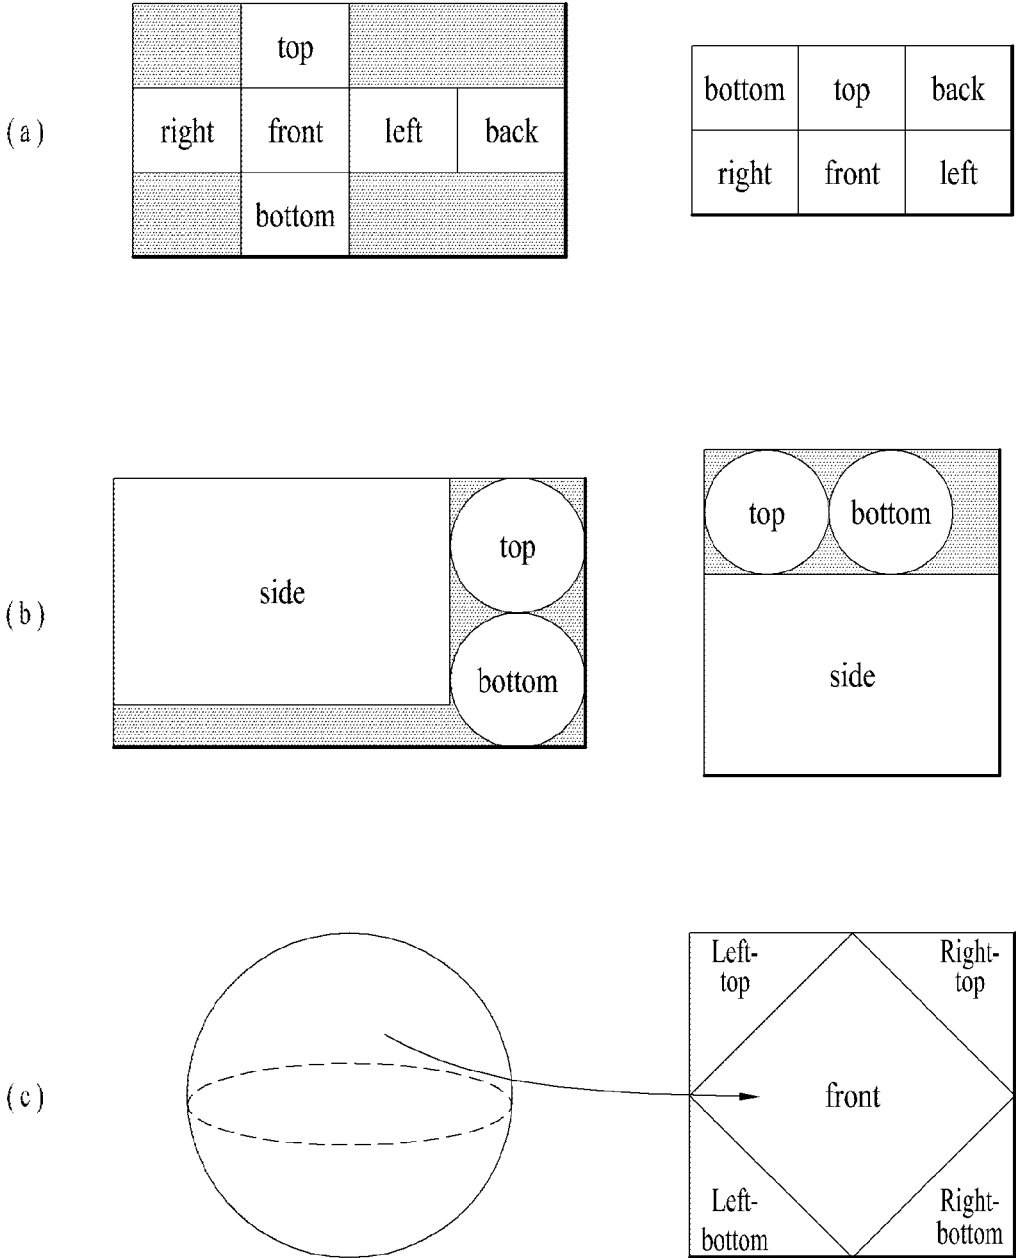 (a)
top
right front left back
bottom
bottom top back
right front left
(b)
side
top
bottom
top bottom
side
(c)
Left-
top
Right-
top
front
Left-
bottom
Right-
bottom